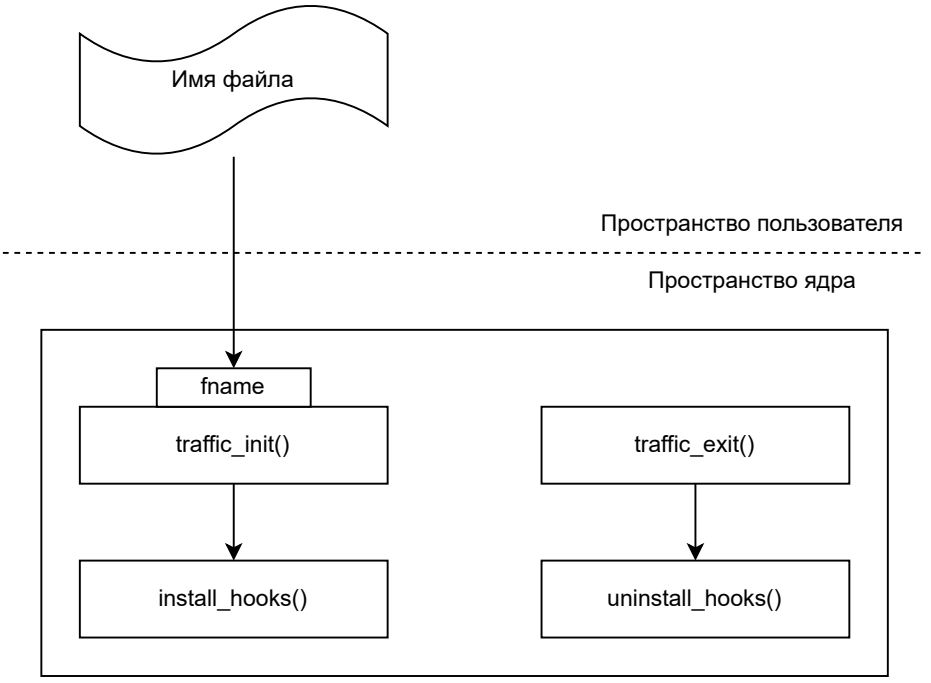 Имя файла
Пространство пользователя
Пространство ядра
fname
traffic_init()
traffic_exit()
install_hooks()
uninstall_hooks()